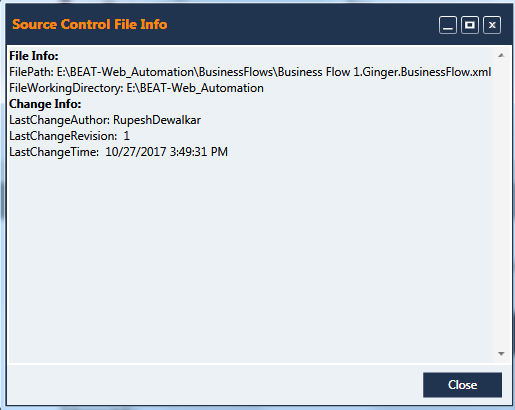 Source Control File Info
File Info:
FilePath: E:\BEAT-Web_Automation\BusinessFlows\Business Flow 1.Ginger.BusinessFlow.xml
FileWorkingDirectory: E:\BEAT-Web_Automation
Change Info:
LastChangeAuthor: RupeshDewalkar
LastChangeRevision:  1
LastChangeTime:  10/27/2017 3:49:31 PM
Close